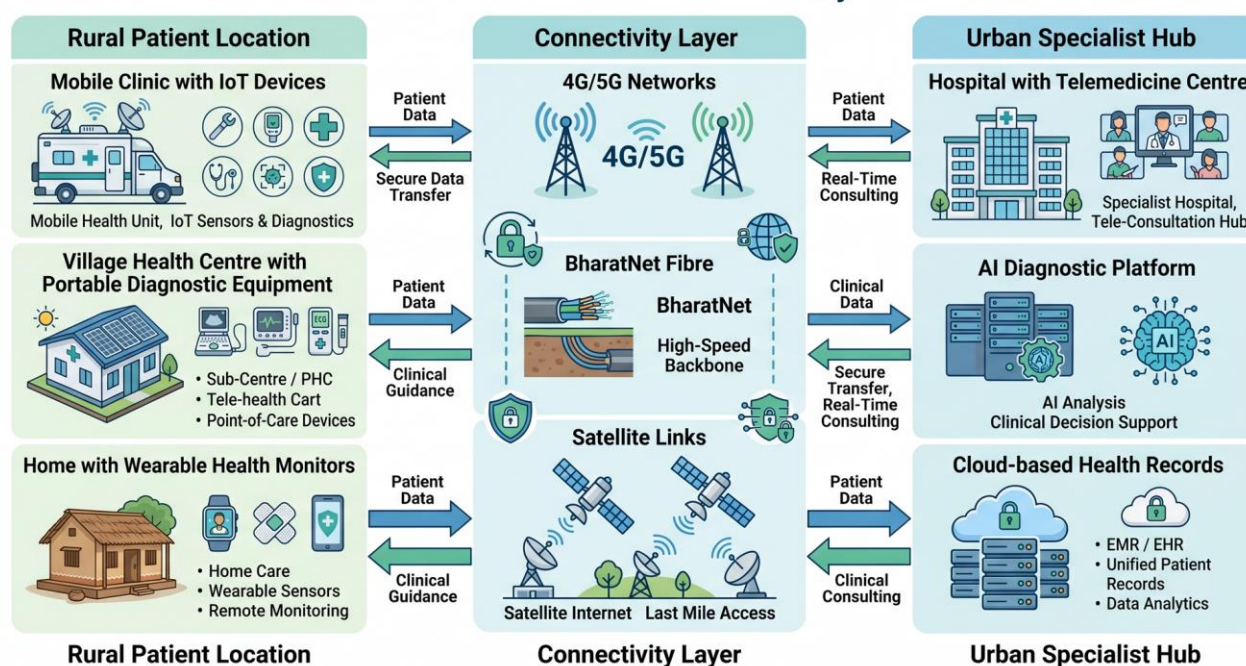 Rural Patient Location
Connectivity Layer
Urban Specialist Hub
Mobile Clinic with IoT Devices
Mobile Health Unit, IoT Sensors & Diagnostics
Patient
Data
Secure Data
Transfer
4G/5G Networks
4G/5G
Patient
Data
Real-Time
Consulting
Hospital with Telemedicine Centre
Specialist Hospital,
Tele-Consultation Hub
Village Health Centre with
Portable Diagnostic Equipment
ECG
• Sub-Centre / PHC
• Tele-health Cart
• Point-of-Care Devices
Patient
Data
Clinical
Guidance
BharatNet Fibre
BharatNet
High-Speed
Backbone
Clinical
Data
Secure
Transfer,
Real-Time
Consulting
AI Diagnostic Platform
AI
AI Analysis
Clinical Decision Support
Home with Wearable Health Monitors
• Home Care
• Wearable Sensors
• Remote Monitoring
Patient
Data
Clinical
Guidance
Satellite Links
Satellite Internet
Last Mile Access
Patient
Data
Clinical
Consulting
Cloud-based Health Records
• EMR / EHR
• Unified Patient
Records
• Data Analytics
Rural Patient Location
Connectivity Layer
Urban Specialist Hub